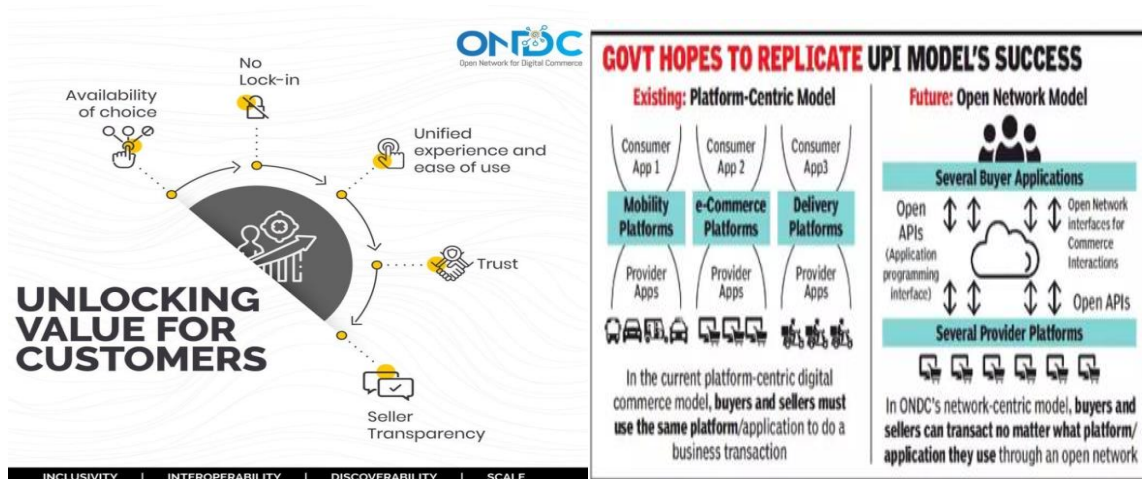 ONDC
Open Network for Digital Commerce
No
Lock-in
Availability
of choice
Unified
experience and
ease of use
Trust
UNLOCKING
VALUE FOR
CUSTOMERS
Seller
Transparency
INCLUSIVITY | INTEROPERABILITY | DISCOVERABILITY | SCALE
GOVT HOPES TO REPLICATE UPI MODEL'S SUCCESS
Existing: Platform-Centric Model
Consumer
App 1
Consumer
App 2
Consumer
App3
Mobility
Platforms
e-Commerce
Platforms
Delivery
Platforms
Provider
Apps
Provider
Apps
Provider
Apps
In the current platform-centric digital
commerce model, buyers and sellers must
use the same platform/application to do a
business transaction
Future: Open Network Model
Several Buyer Applications
Open
APIs
(Application
programming
interface)
Open Network
interfaces for
Commerce
Interactions
Open APIs
Several Provider Platforms
In ONDC's network-centric model, buyers and
sellers can transact no matter what platform/
application they use through an open network